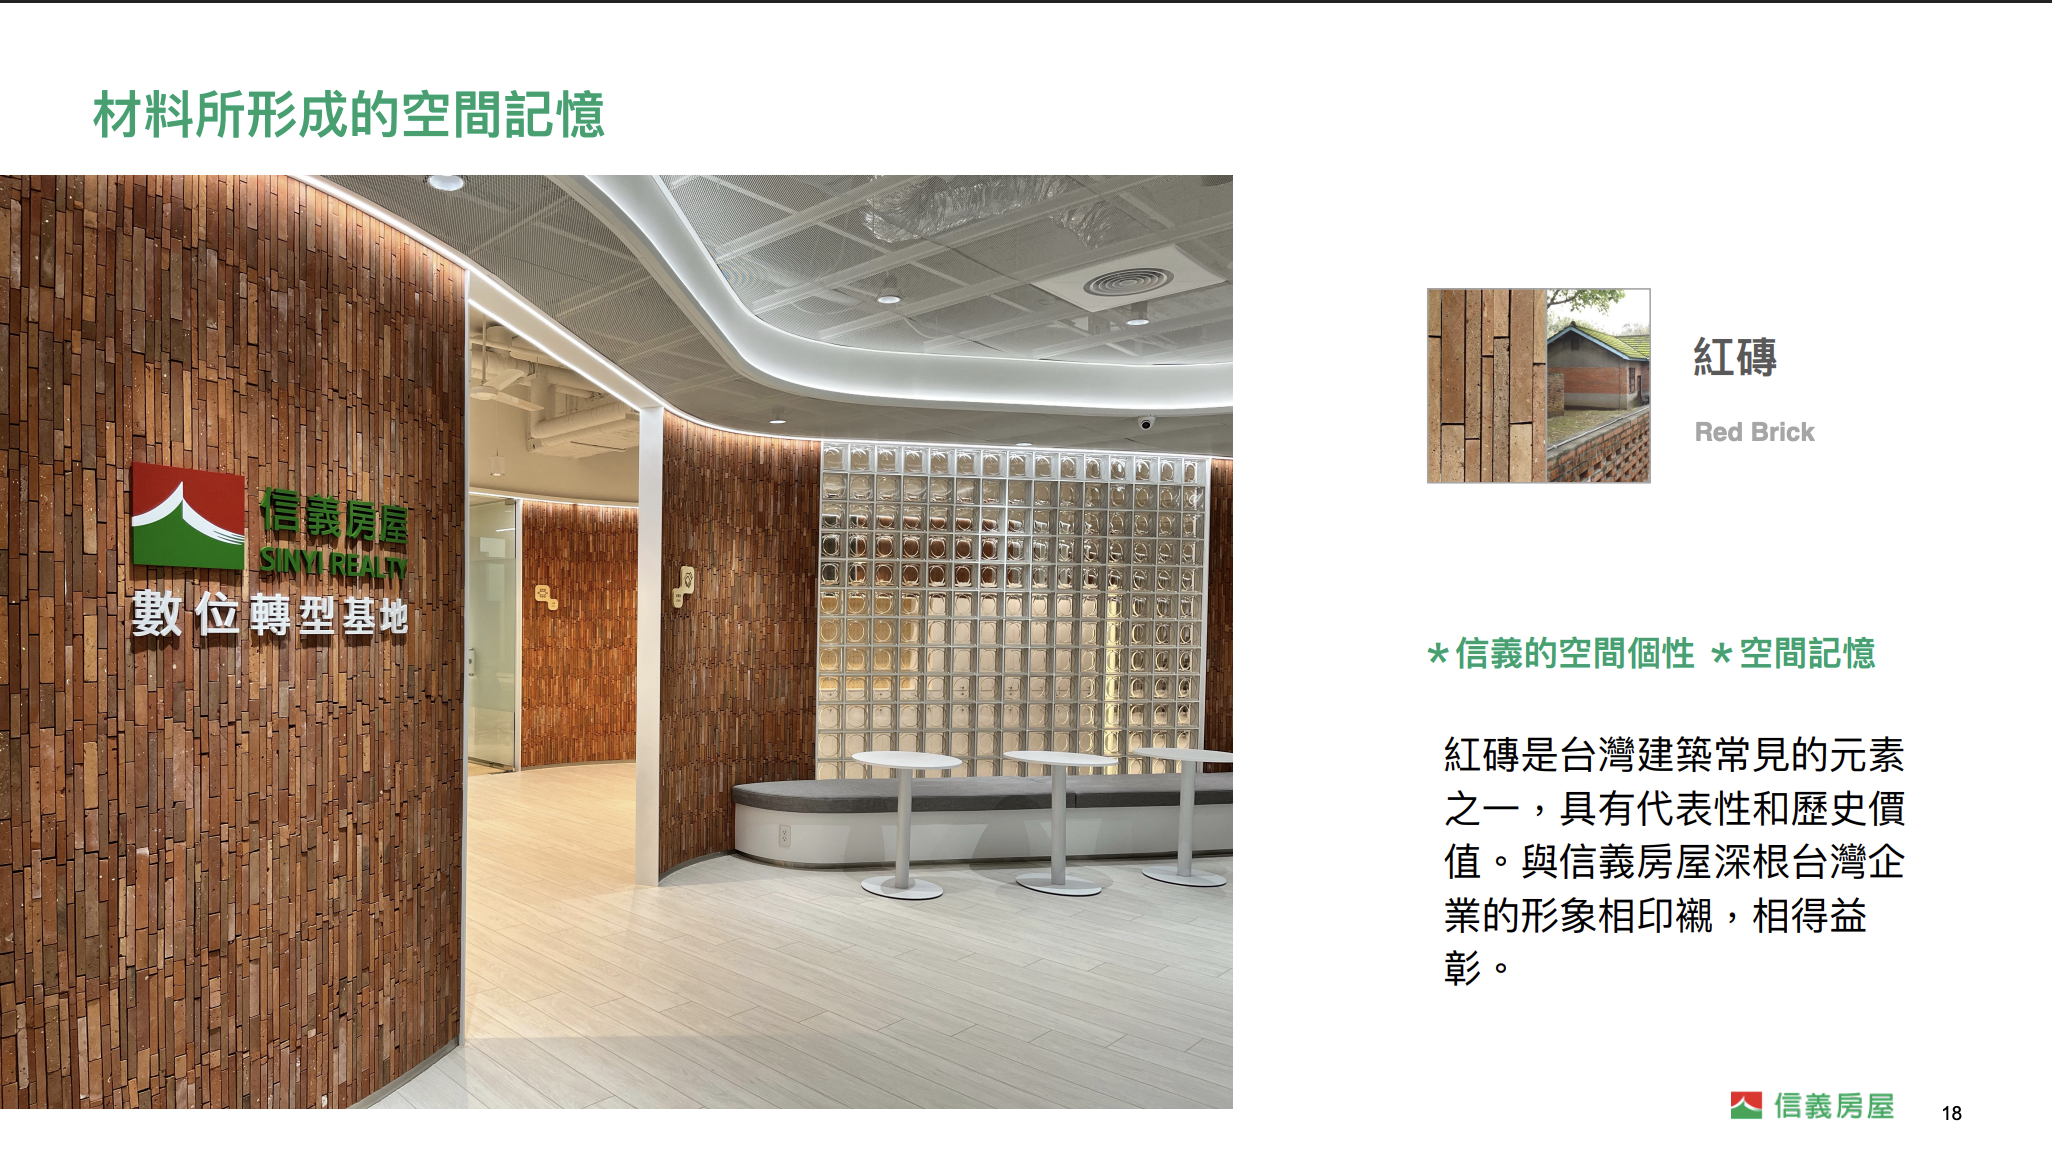 材料所形成的空間記憶
信義房屋
SINYI REALTY
數位轉型基地
紅磚
Red Brick
＊信義的空間個性 ＊空間記憶
紅磚是台灣建築常見的元素
之一，具有代表性和歷史價
值。與信義房屋深根台灣企
業的形象相印襯，相得益
彰。
信義房屋
18